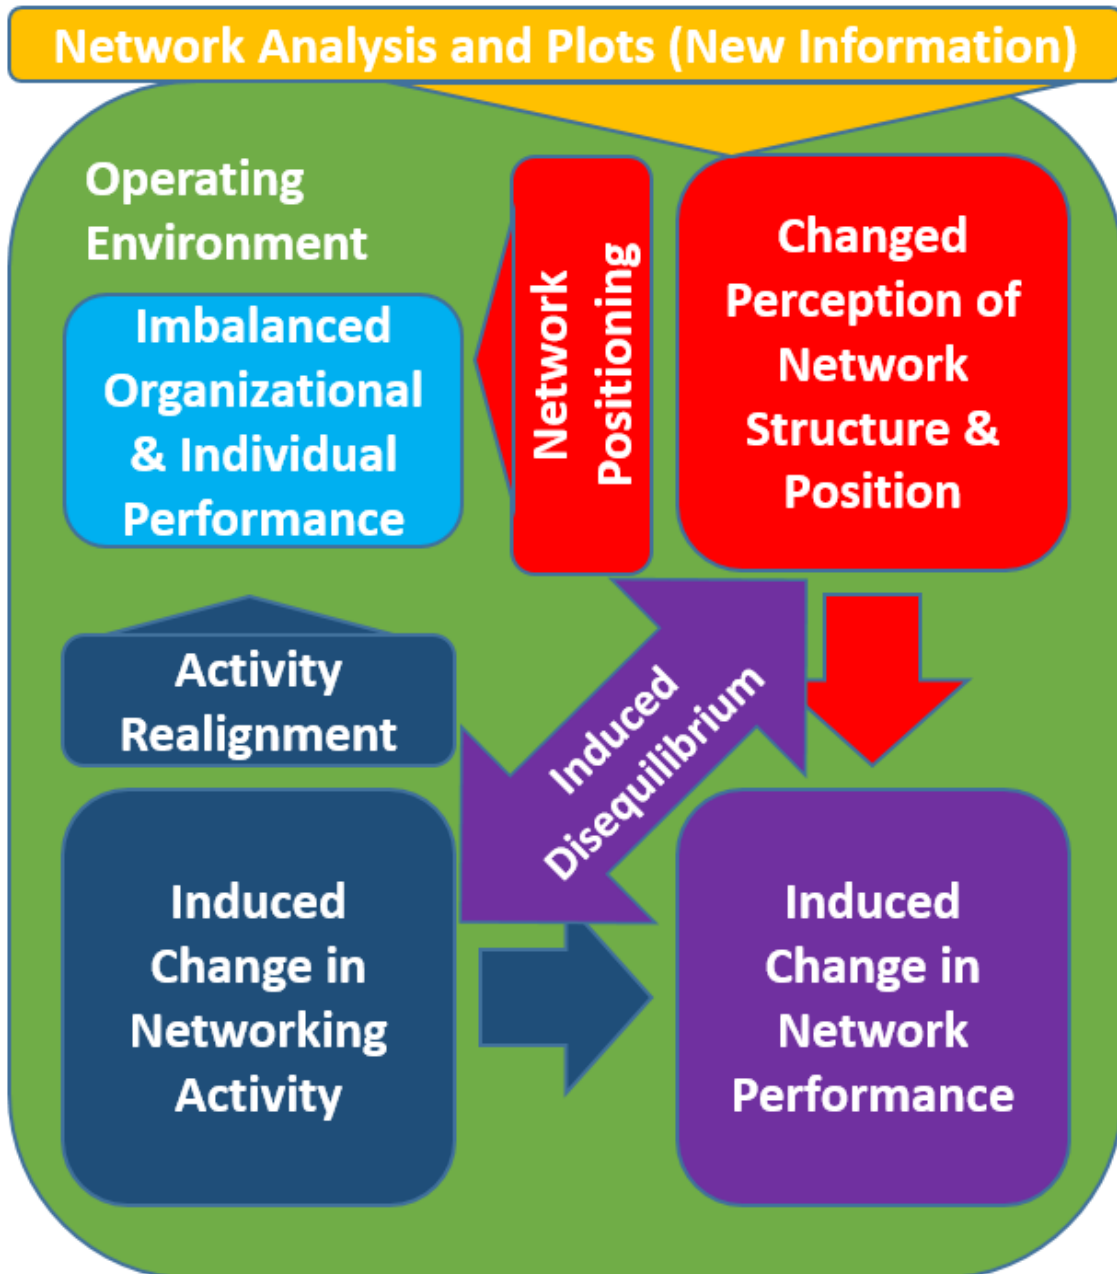 Network Analysis and Plots (New Information)
Operating
Environment
Imbalanced
Organizational
& Individual
Performance
Network
Positioning
Changed
Perception of
Network
Structure &
Position
Activity
Realignment
Induced
Disequilibrium
Induced
Change in
Networking
Activity
Induced
Change in
Network
Performance